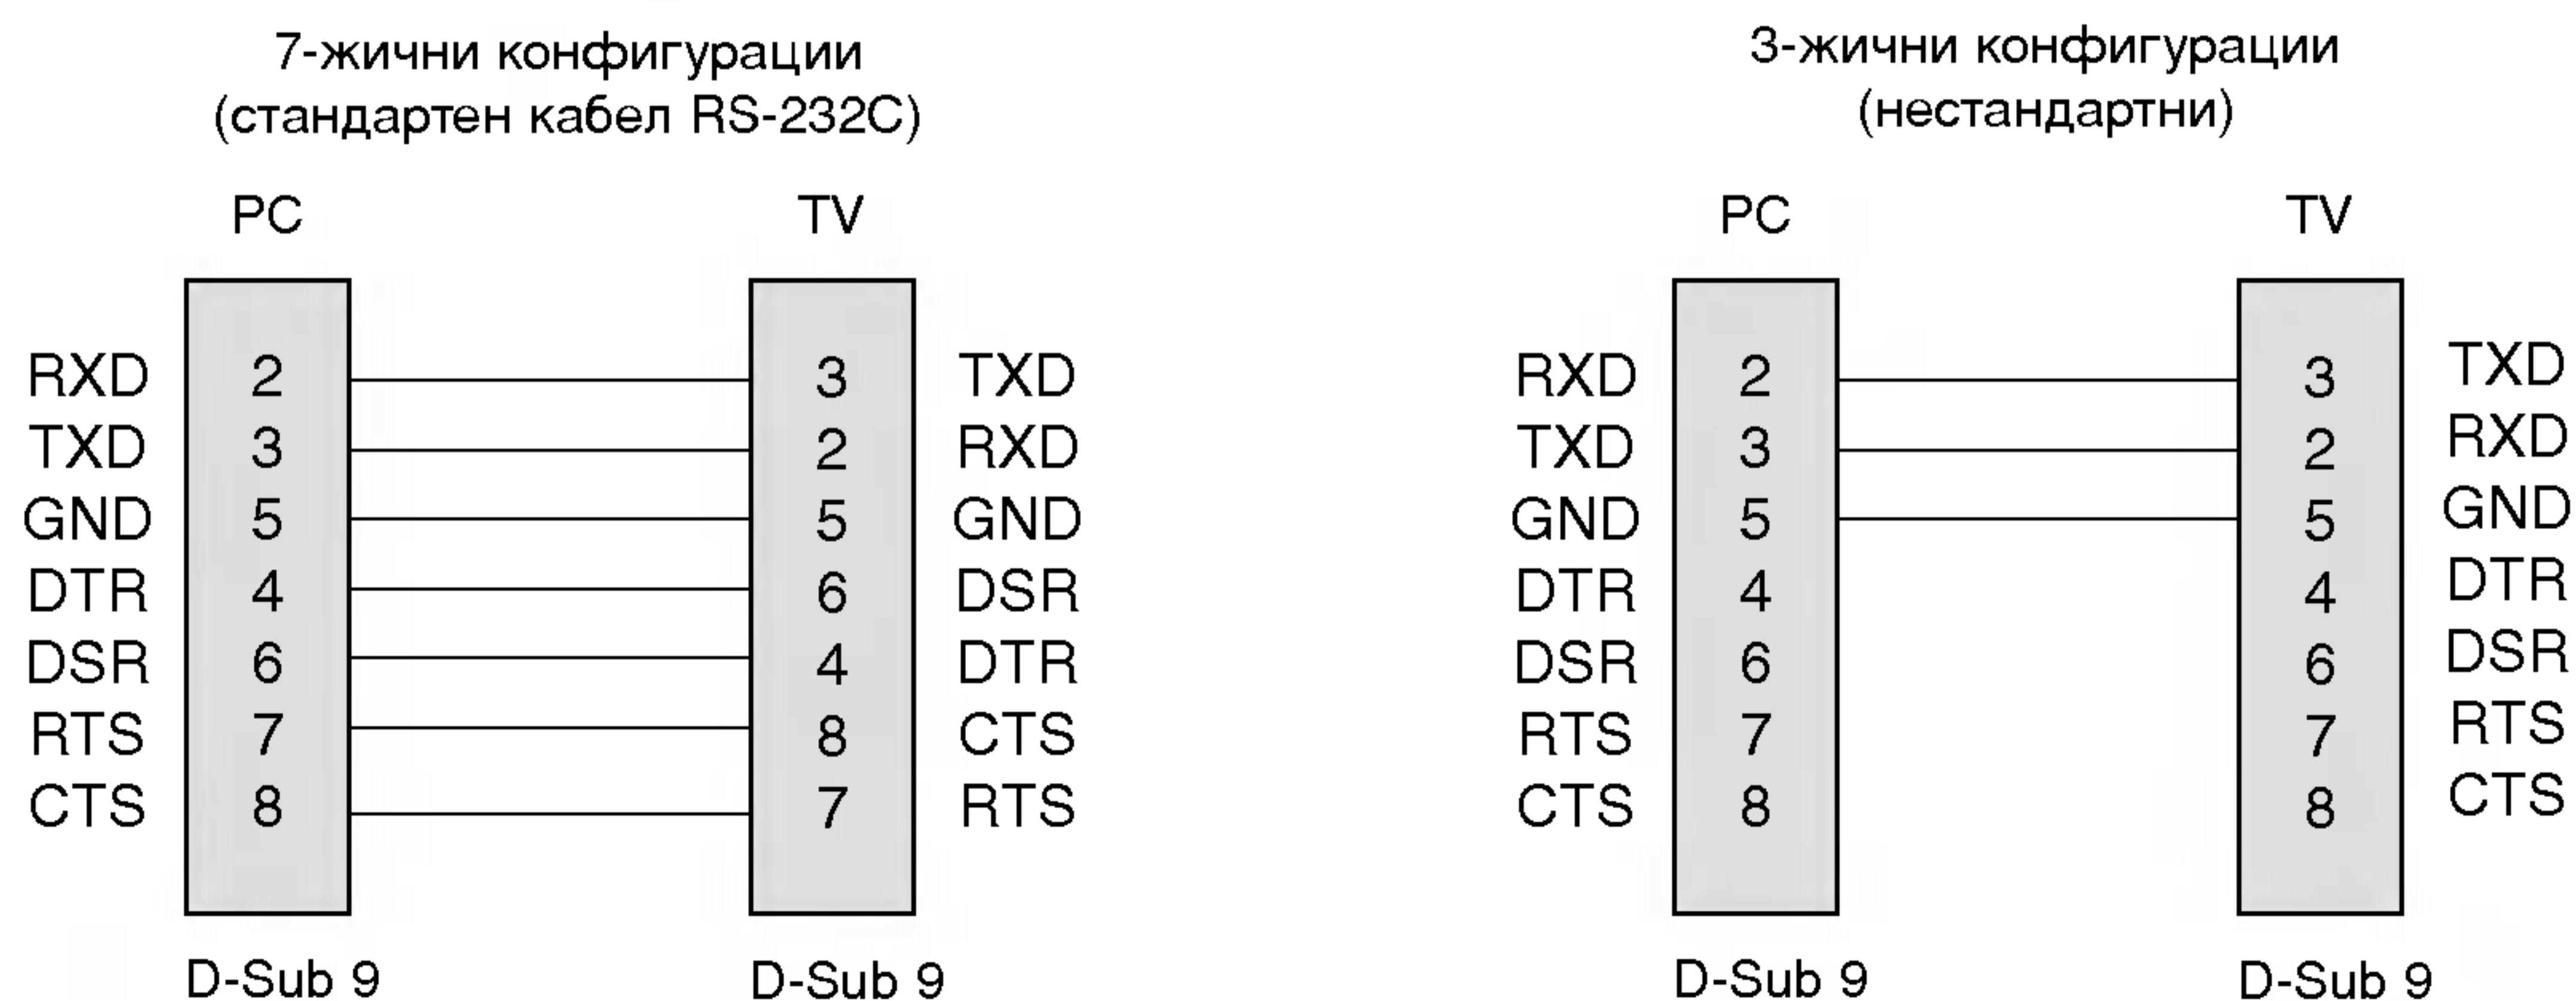 7-жични конфигурации
(стандартен кабел RS-232C)
PC TV
RXD 2 3 TXD
TXD 3 2 RXD
GND 5 5 GND
DTR 4 6 DSR
DSR 6 4 DTR
RTS 7 8 CTS
CTS 8 7 RTS
D-Sub 9 D-Sub 9
3-жични конфигурации
(нестандартни)
PC TV
RXD 2 3 TXD
TXD 3 2 RXD
GND 5 5 GND
DTR 4 4 DTR
DSR 6 6 DSR
RTS 7 7 RTS
CTS 8 8 CTS
D-Sub 9 D-Sub 9